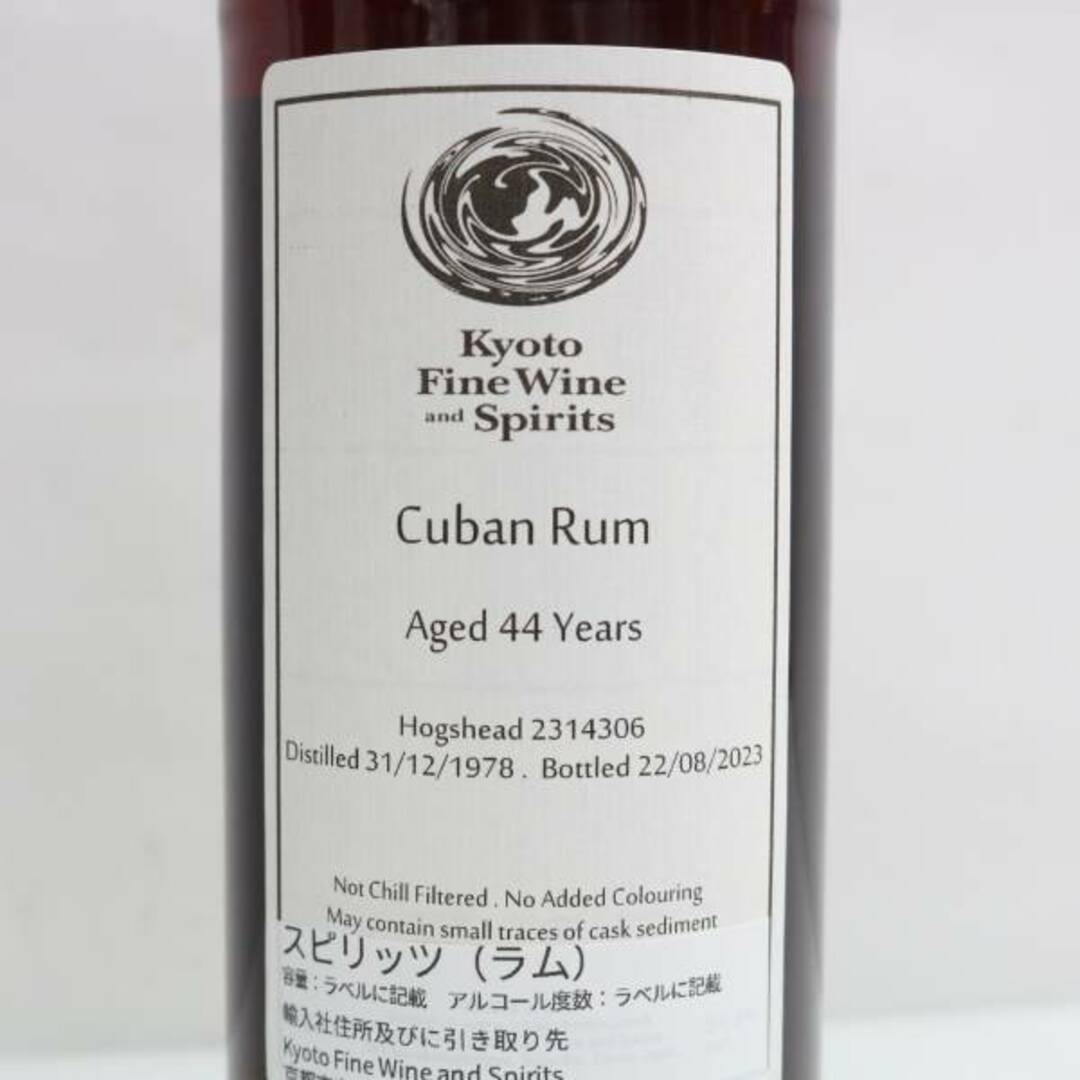 Kyoto
Fine Wine
and Spirits
Cuban Rum
Aged 44 Years
Hogshead 2314306
Distilled 31/12/1978 . Bottled 22/08/2023
Not Chill Filtered . No Added Colouring
May contain small traces of cask sediment
スピリッツ （ラム）
容量：ラベルに記載 アルコール度数：ラベルに記載
輸入社住所及びに引き取り先
Kyoto Fine Wine and Spirits